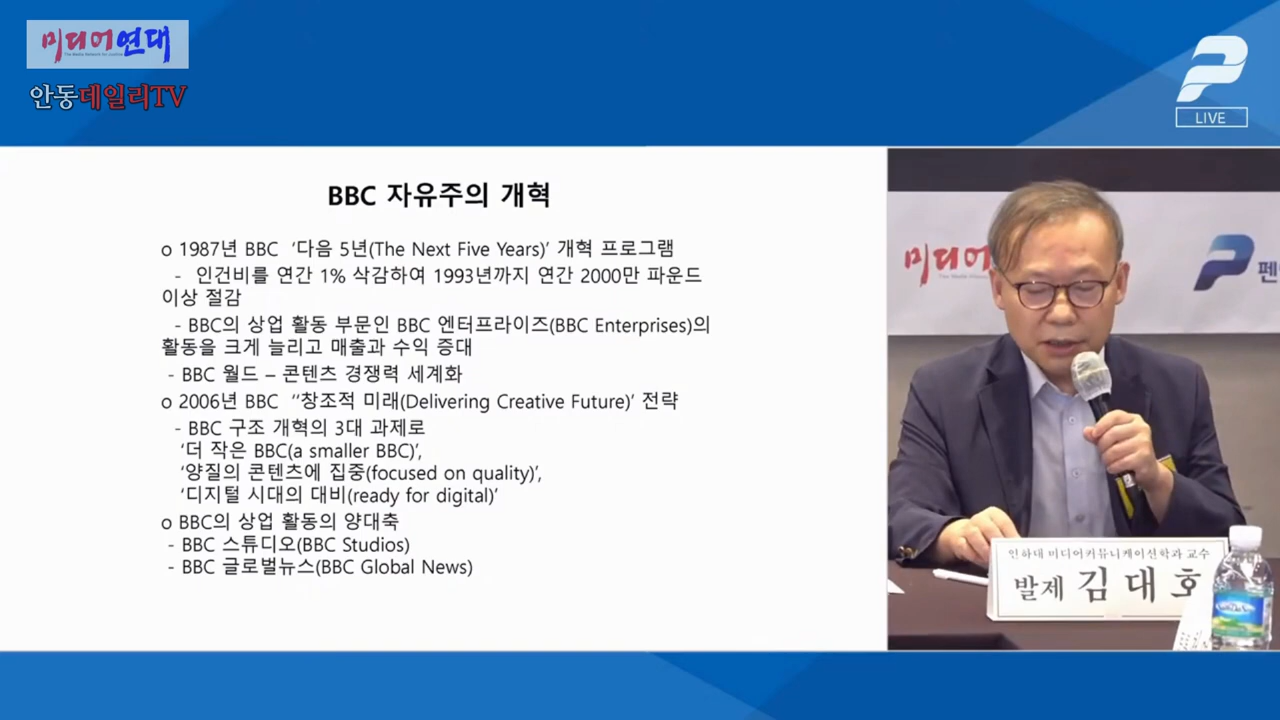 미디어연대
The Media Network for Justice
안동데일리TV
LIVE
BBC 자유주의 개혁
o 1987년 BBC ‘다음 5년(The Next Five Years)’ 개혁 프로그램
- 인건비를 연간 1% 삭감하여 1993년까지 연간 2000만 파운드
이상 절감
- BBC의 상업 활동 부문인 BBC 엔터프라이즈(BBC Enterprises)의
활동을 크게 늘리고 매출과 수익 증대
- BBC 월드 – 콘텐츠 경쟁력 세계화
o 2006년 BBC ‘‘창조적 미래(Delivering Creative Future)’ 전략
- BBC 구조 개혁의 3대 과제로
‘더 작은 BBC(a smaller BBC)’,
‘양질의 콘텐츠에 집중(focused on quality)’,
‘디지털 시대의 대비(ready for digital)’
o BBC의 상업 활동의 양대축
- BBC 스튜디오(BBC Studios)
- BBC 글로벌뉴스(BBC Global News)
미디어
The Media
펜
인하대 미디어커뮤니케이션학과 교수
발제 김대호